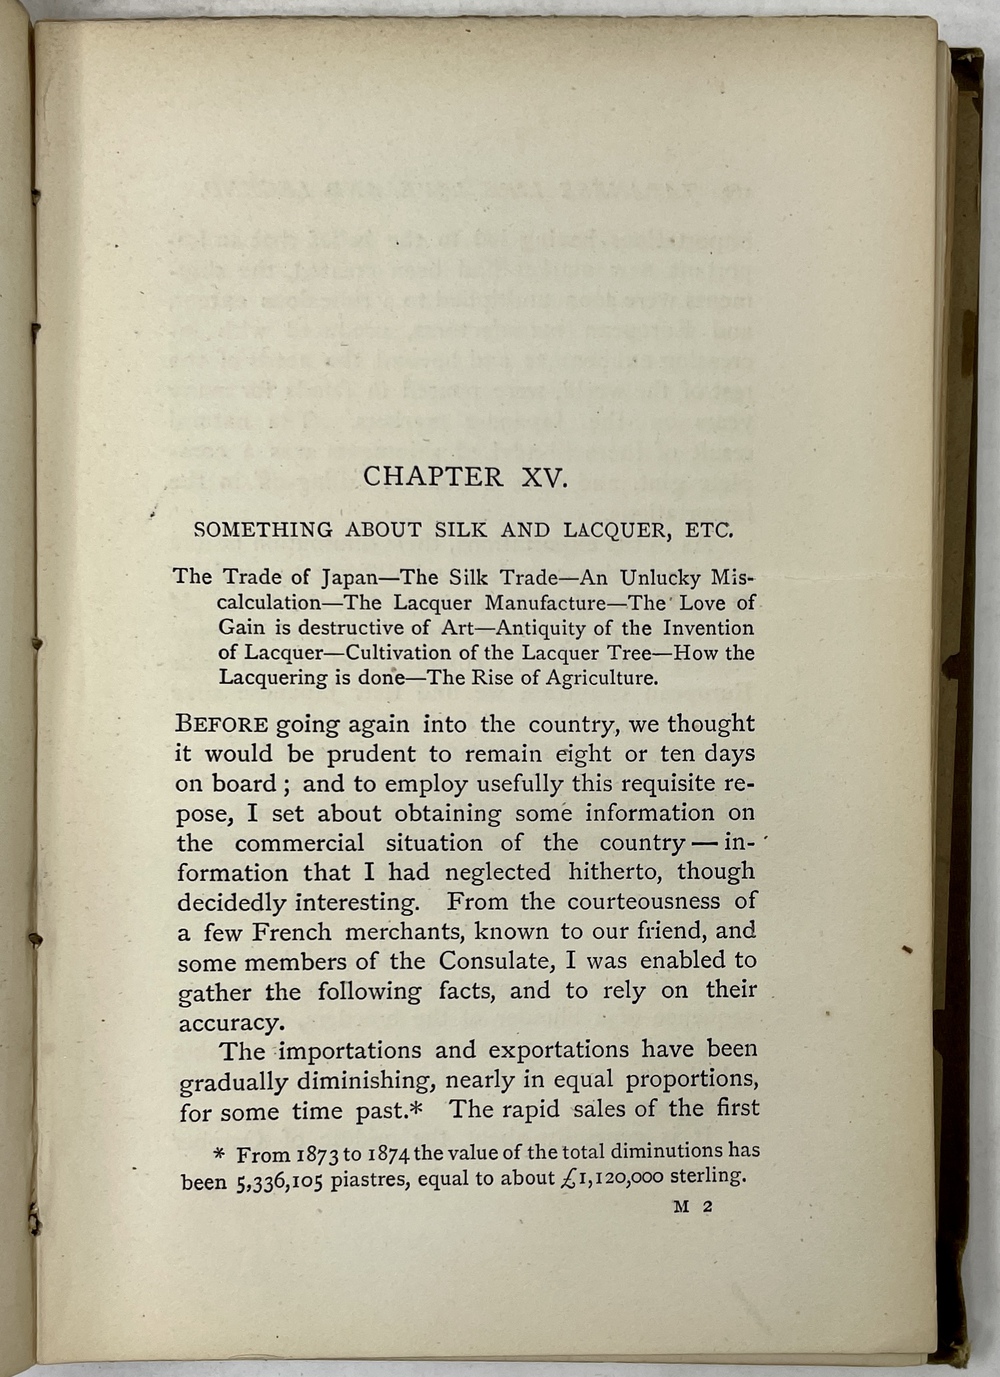 CHAPTER XV.
SOMETHING ABOUT SILK AND LACQUER, ETC.
The Trade of Japan—The Silk Trade—An Unlucky Mis-
calculation—The Lacquer Manufacture—The Love of
Gain is destructive of Art—Antiquity of the Invention
of Lacquer—Cultivation of the Lacquer Tree—How the
Lacquering is done—The Rise of Agriculture.
BEFORE going again into the country, we thought
it would be prudent to remain eight or ten days
on board ; and to employ usefully this requisite re-
pose, I set about obtaining some information on
the commercial situation of the country — in-
formation that I had neglected hitherto, though
decidedly interesting. From the courteousness of
a few French merchants, known to our friend, and
some members of the Consulate, I was enabled to
gather the following facts, and to rely on their
accuracy.
The importations and exportations have been
gradually diminishing, nearly in equal proportions,
for some time past.* The rapid sales of the first
* From 1873 to 1874 the value of the total diminutions has
been 5,336,105 piastres, equal to about £1,120,000 sterling.
M 2